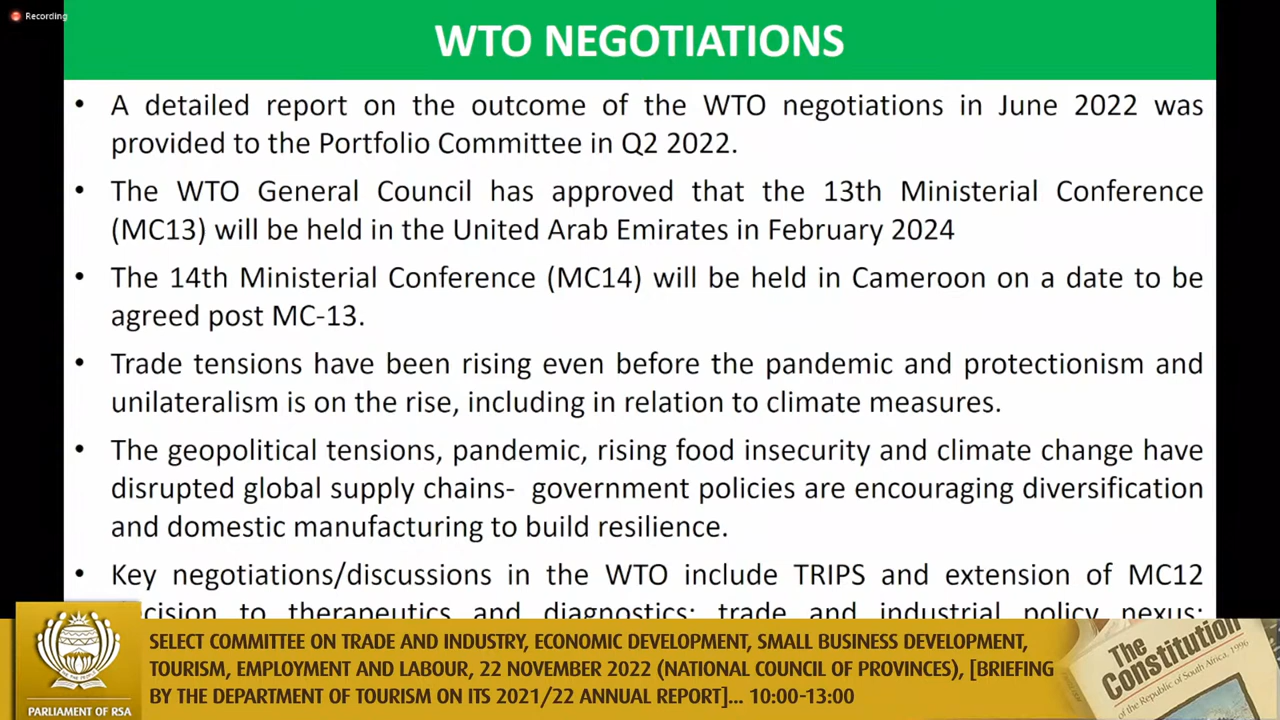 Recording
WTO NEGOTIATIONS
• A detailed report on the outcome of the WTO negotiations in June 2022 was
provided to the Portfolio Committee in Q2 2022.
• The WTO General Council has approved that the 13th Ministerial Conference
(MC13) will be held in the United Arab Emirates in February 2024
• The 14th Ministerial Conference (MC14) will be held in Cameroon on a date to be
agreed post MC-13.
• Trade tensions have been rising even before the pandemic and protectionism and
unilateralism is on the rise, including in relation to climate measures.
• The geopolitical tensions, pandemic, rising food insecurity and climate change have
disrupted global supply chains- government policies are encouraging diversification
and domestic manufacturing to build resilience.
• Key negotiations/discussions in the WTO include TRIPS and extension of MC12
to therapeutics and diagnostics; trade and industrial policy nexus;
SELECT COMMITTEE ON TRADE AND INDUSTRY, ECONOMIC DEVELOPMENT, SMALL BUSINESS DEVELOPMENT,
TOURISM, EMPLOYMENT AND LABOUR, 22 NOVEMBER 2022 (NATIONAL COUNCIL OF PROVINCES), [BRIEFING
BY THE DEPARTMENT OF TOURISM ON ITS 2021/22 ANNUAL REPORT]... 10:00-13:00
PARLIAMENT OF RSA
The
Constitution
of the Republic of South Africa, 1996